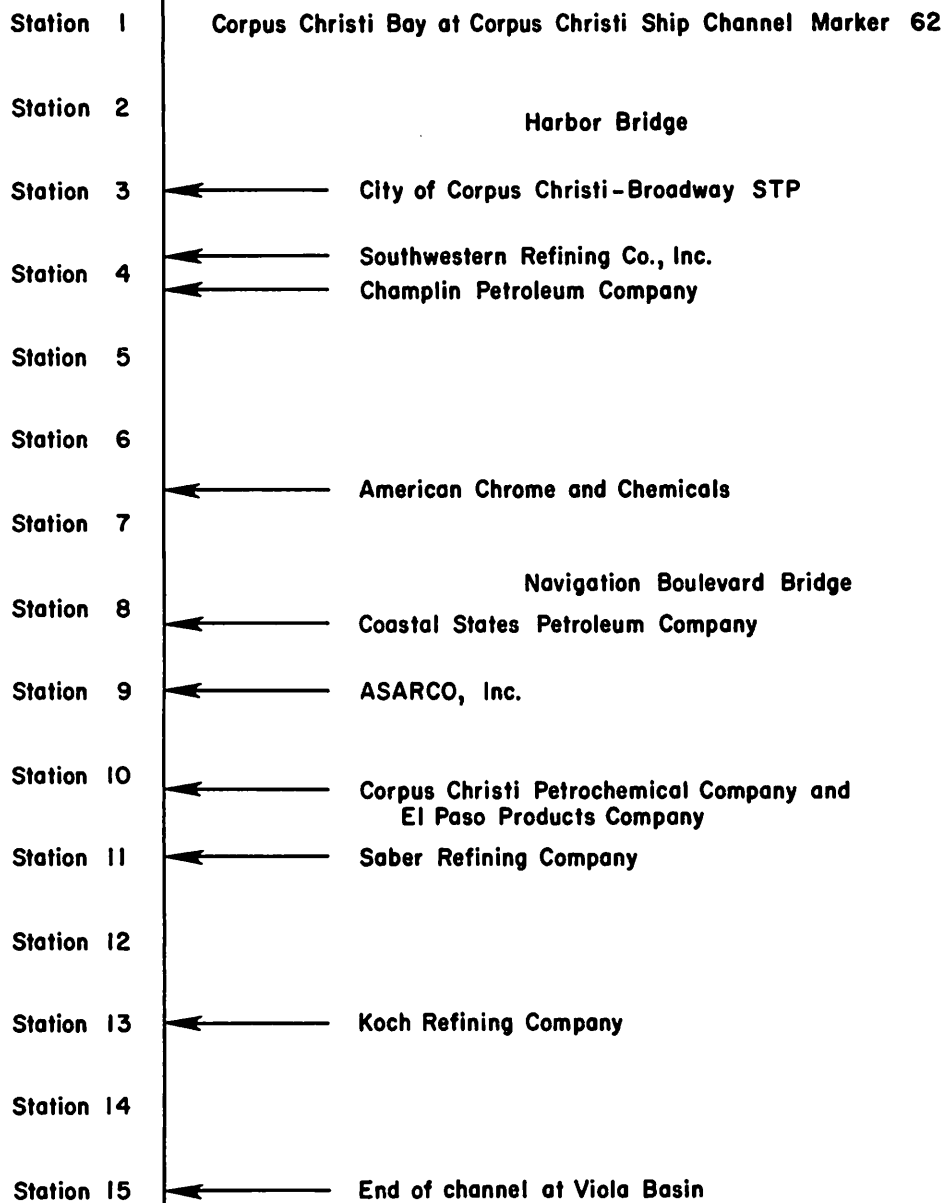 Station 1 Corpus Christi Bay at Corpus Christi Ship Channel Marker 62
Station 2
Harbor Bridge
Station 3 City of Corpus Christi-Broadway STP
Southwestern Refining Co., Inc.
Station 4
Champlin Petroleum Company
Station 5
Station 6
American Chrome and Chemicals
Station 7
Navigation Boulevard Bridge
Station 8
Coastal States Petroleum Company
Station 9 ASARCO, Inc.
Station 10
Corpus Christi Petrochemical Company and
El Paso Products Company
Station 11 Saber Refining Company
Station 12
Station 13 Koch Refining Company
Station 14
Station 15 End of channel at Viola Basin